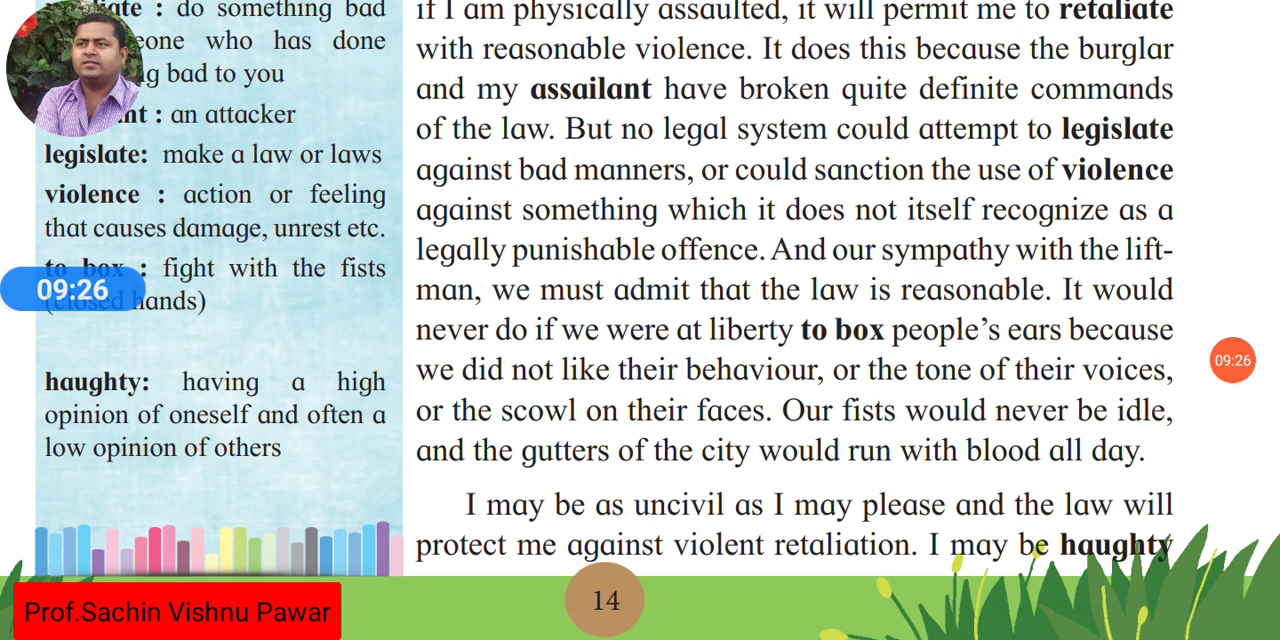 : do something bad
who has done
bad to you
: an attacker
legislate: make a law or laws
violence : action or feeling
that causes damage, unrest etc.
to box : fight with the fists
hands)
09:26
haughty: having a high
opinion of oneself and often a
low opinion of others
if I am physically assaulted, it will permit me to retaliate
with reasonable violence. It does this because the burglar
and my assailant have broken quite definite commands
of the law. But no legal system could attempt to legislate
against bad manners, or could sanction the use of violence
against something which it does not itself recognize as a
legally punishable offence. And our sympathy with the lift-
man, we must admit that the law is reasonable. It would
never do if we were at liberty to box people's ears because
we did not like their behaviour, or the tone of their voices,
or the scowl on their faces. Our fists would never be idle,
and the gutters of the city would run with blood all day.
I may be as uncivil as I may please and the law will
protect me against violent retaliation. I may be haughty
09:26
14
Prof.Sachin Vishnu Pawar